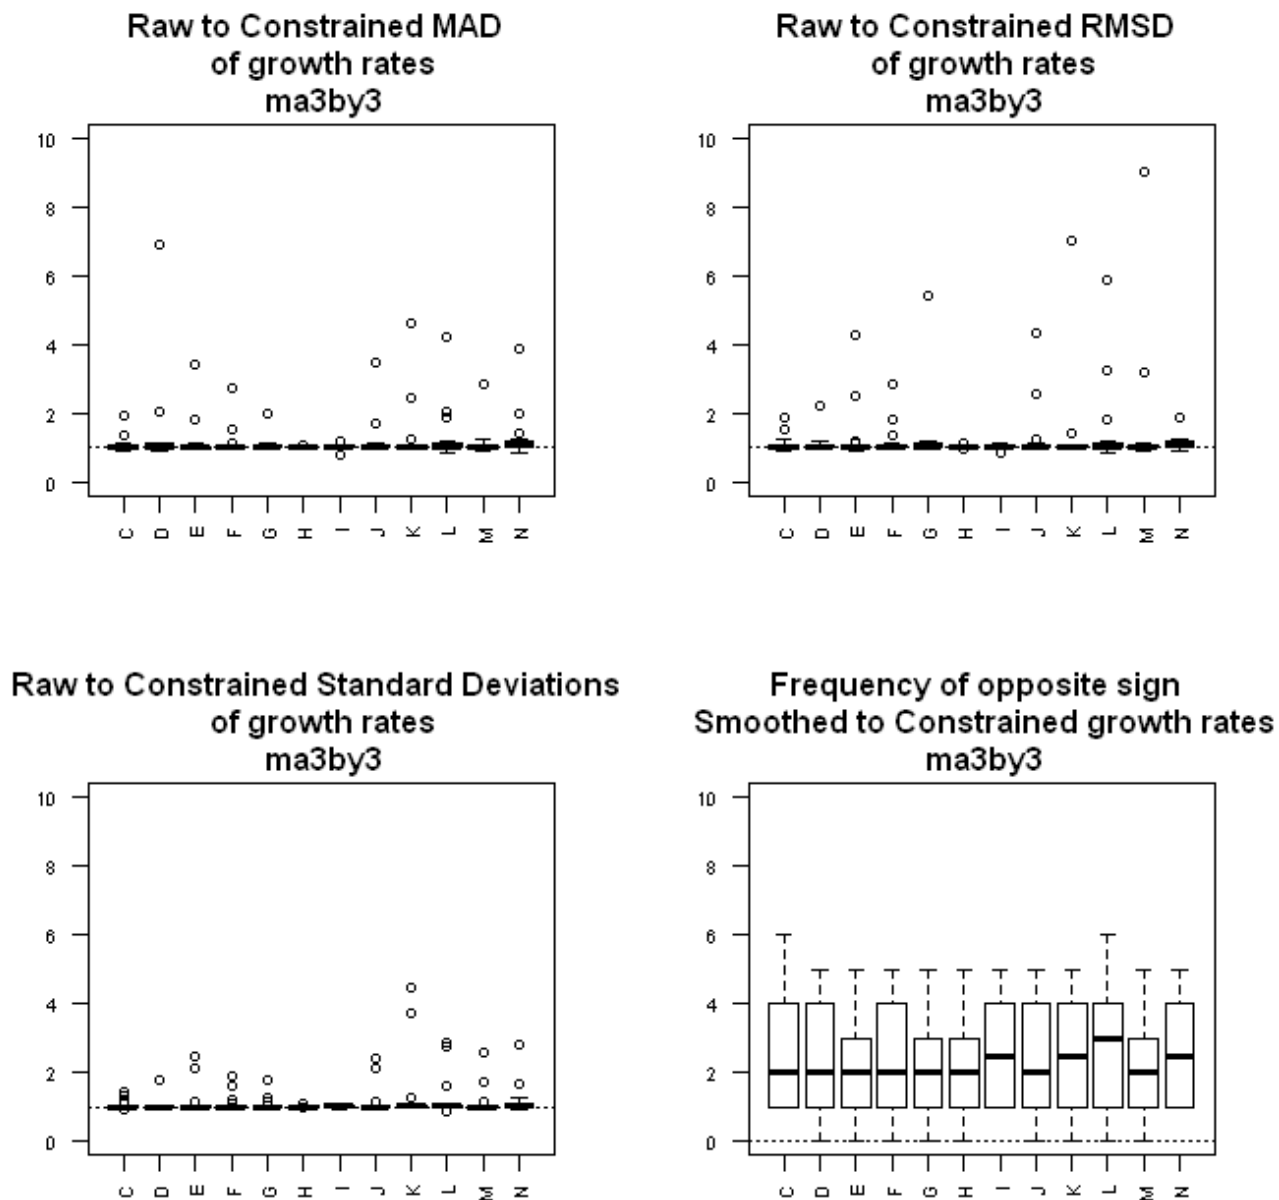 Raw to Constrained MAD
of growth rates
ma3by3
10
8
6
4
2
0
C D E F G H I J K L M N
Raw to Constrained RMSD
of growth rates
ma3by3
10
8
6
4
2
0
C D E F G H I J K L M N
Raw to Constrained Standard Deviations
of growth rates
ma3by3
10
8
6
4
2
0
C D E F G H I J K L M N
Frequency of opposite sign
Smoothed to Constrained growth rates
ma3by3
10
8
6
4
2
0
C D E F G H I J K L M N